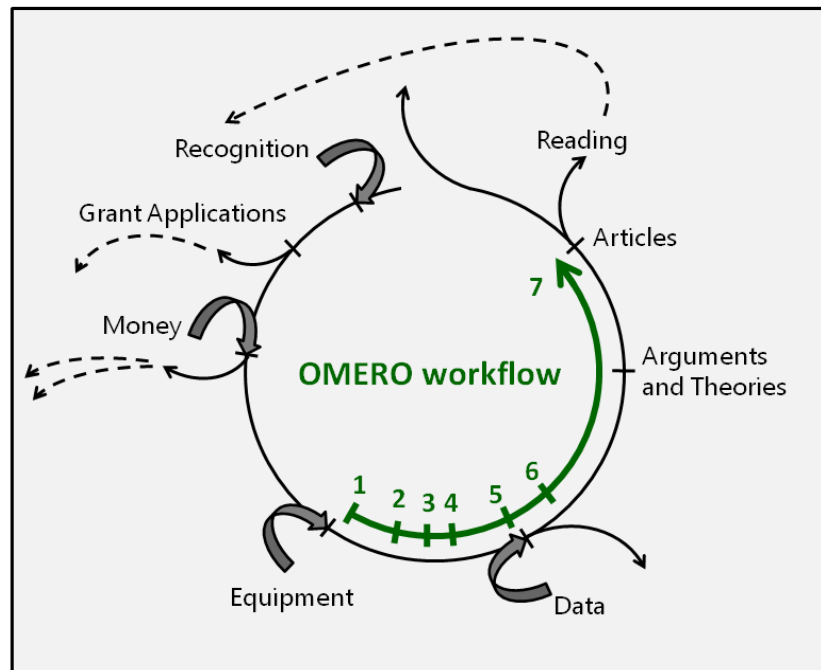 Reading
Recognition
Grant Applications
Articles
7
Money
Arguments
and Theories
OMERO workflow
1
2
3
4
5
6
Equipment
Data